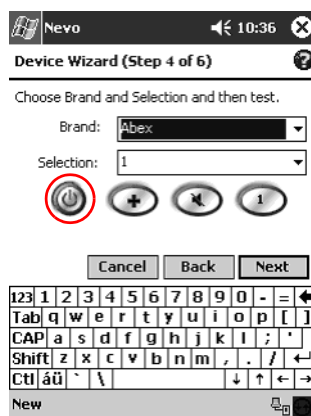 Nevo 10:36
Device Wizard (Step 4 of 6)
Choose Brand and Selection and then test.
Brand: Abex
Selection: 1
1
Cancel Back Next
123 1 2 3 4 5 6 7 8 9 0 - =
Tab q w e r t y u i o p [ ]
CAP a s d f g h j k l ; '
Shift z x c v b n m , . /
Ctl áü ` \
New